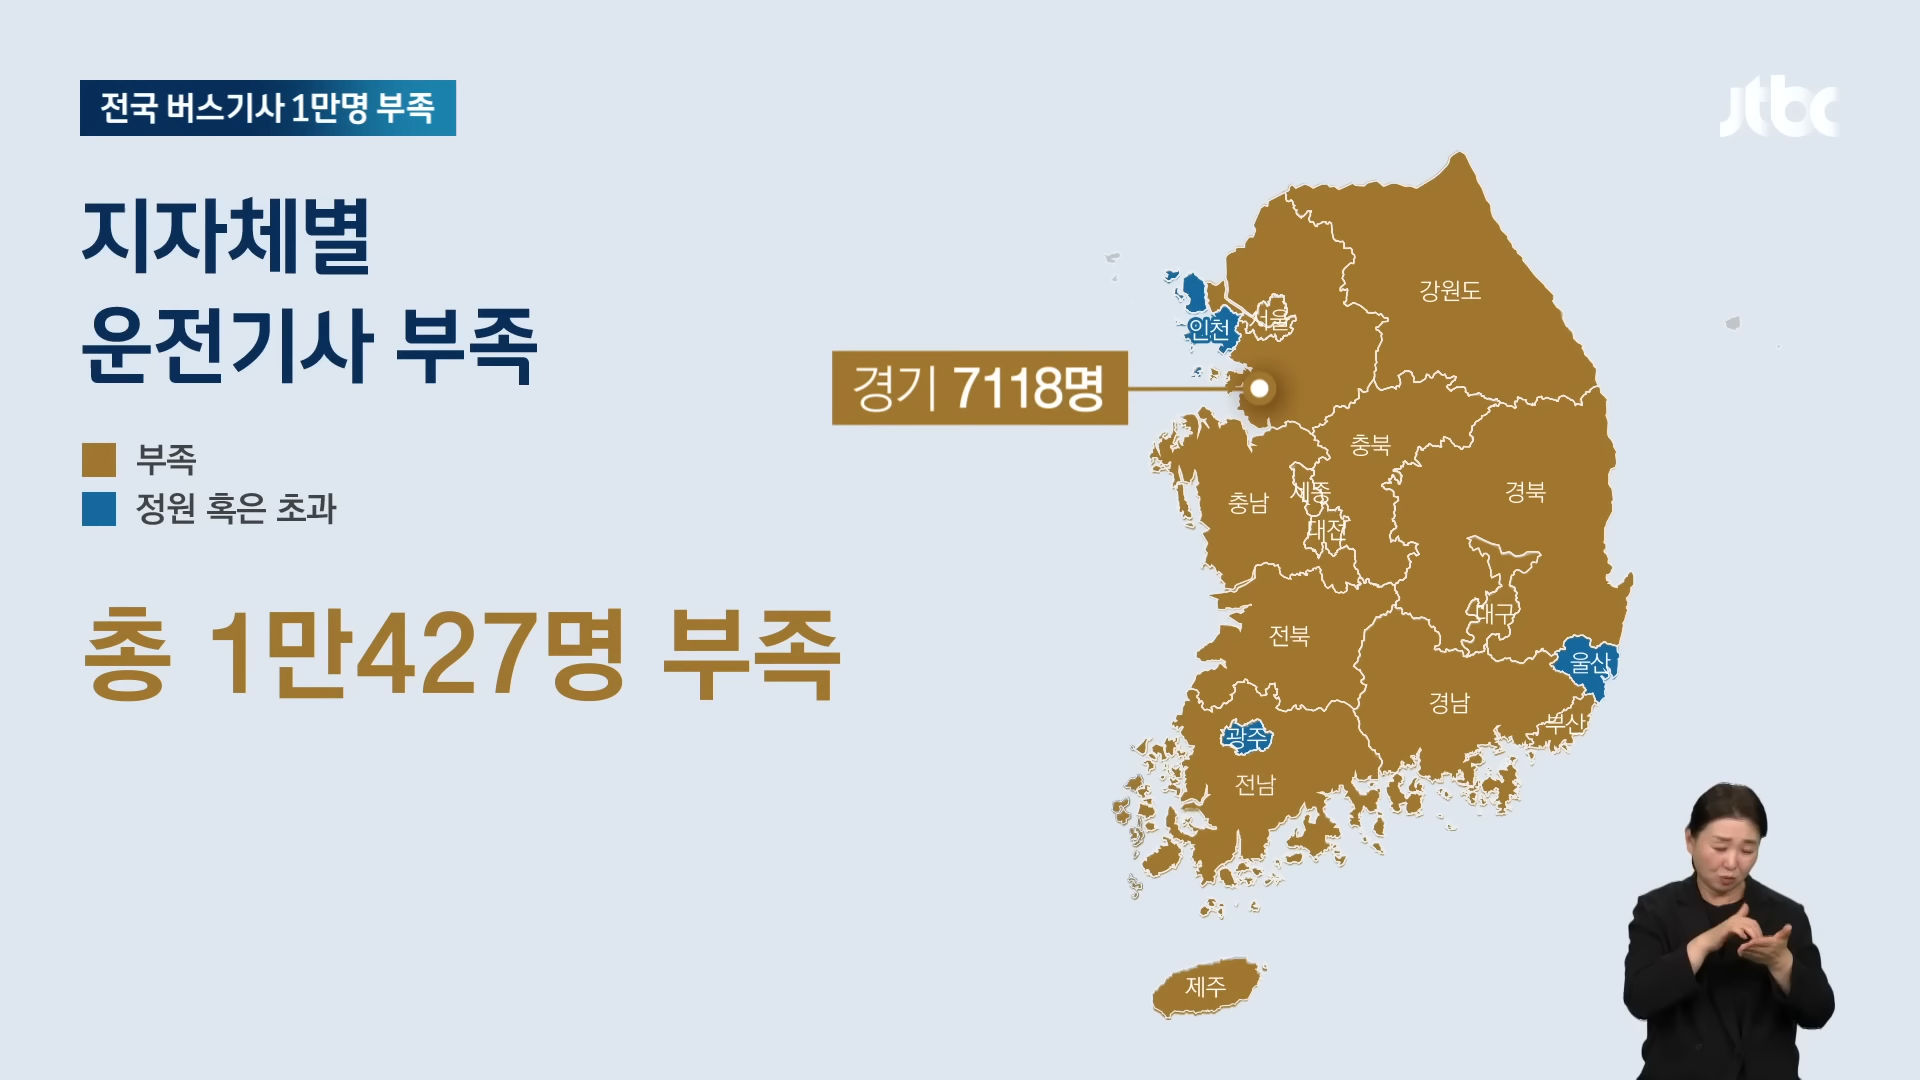 전국 버스기사 1만명 부족
jtbc
지자체별
운전기사 부족
부족
정원 혹은 초과
총 1만427명 부족
경기 7118명
강원도
서울
인천
충북
경북
세종
충남
대전
대구
전북
울산
경남
부산
광주
전남
제주